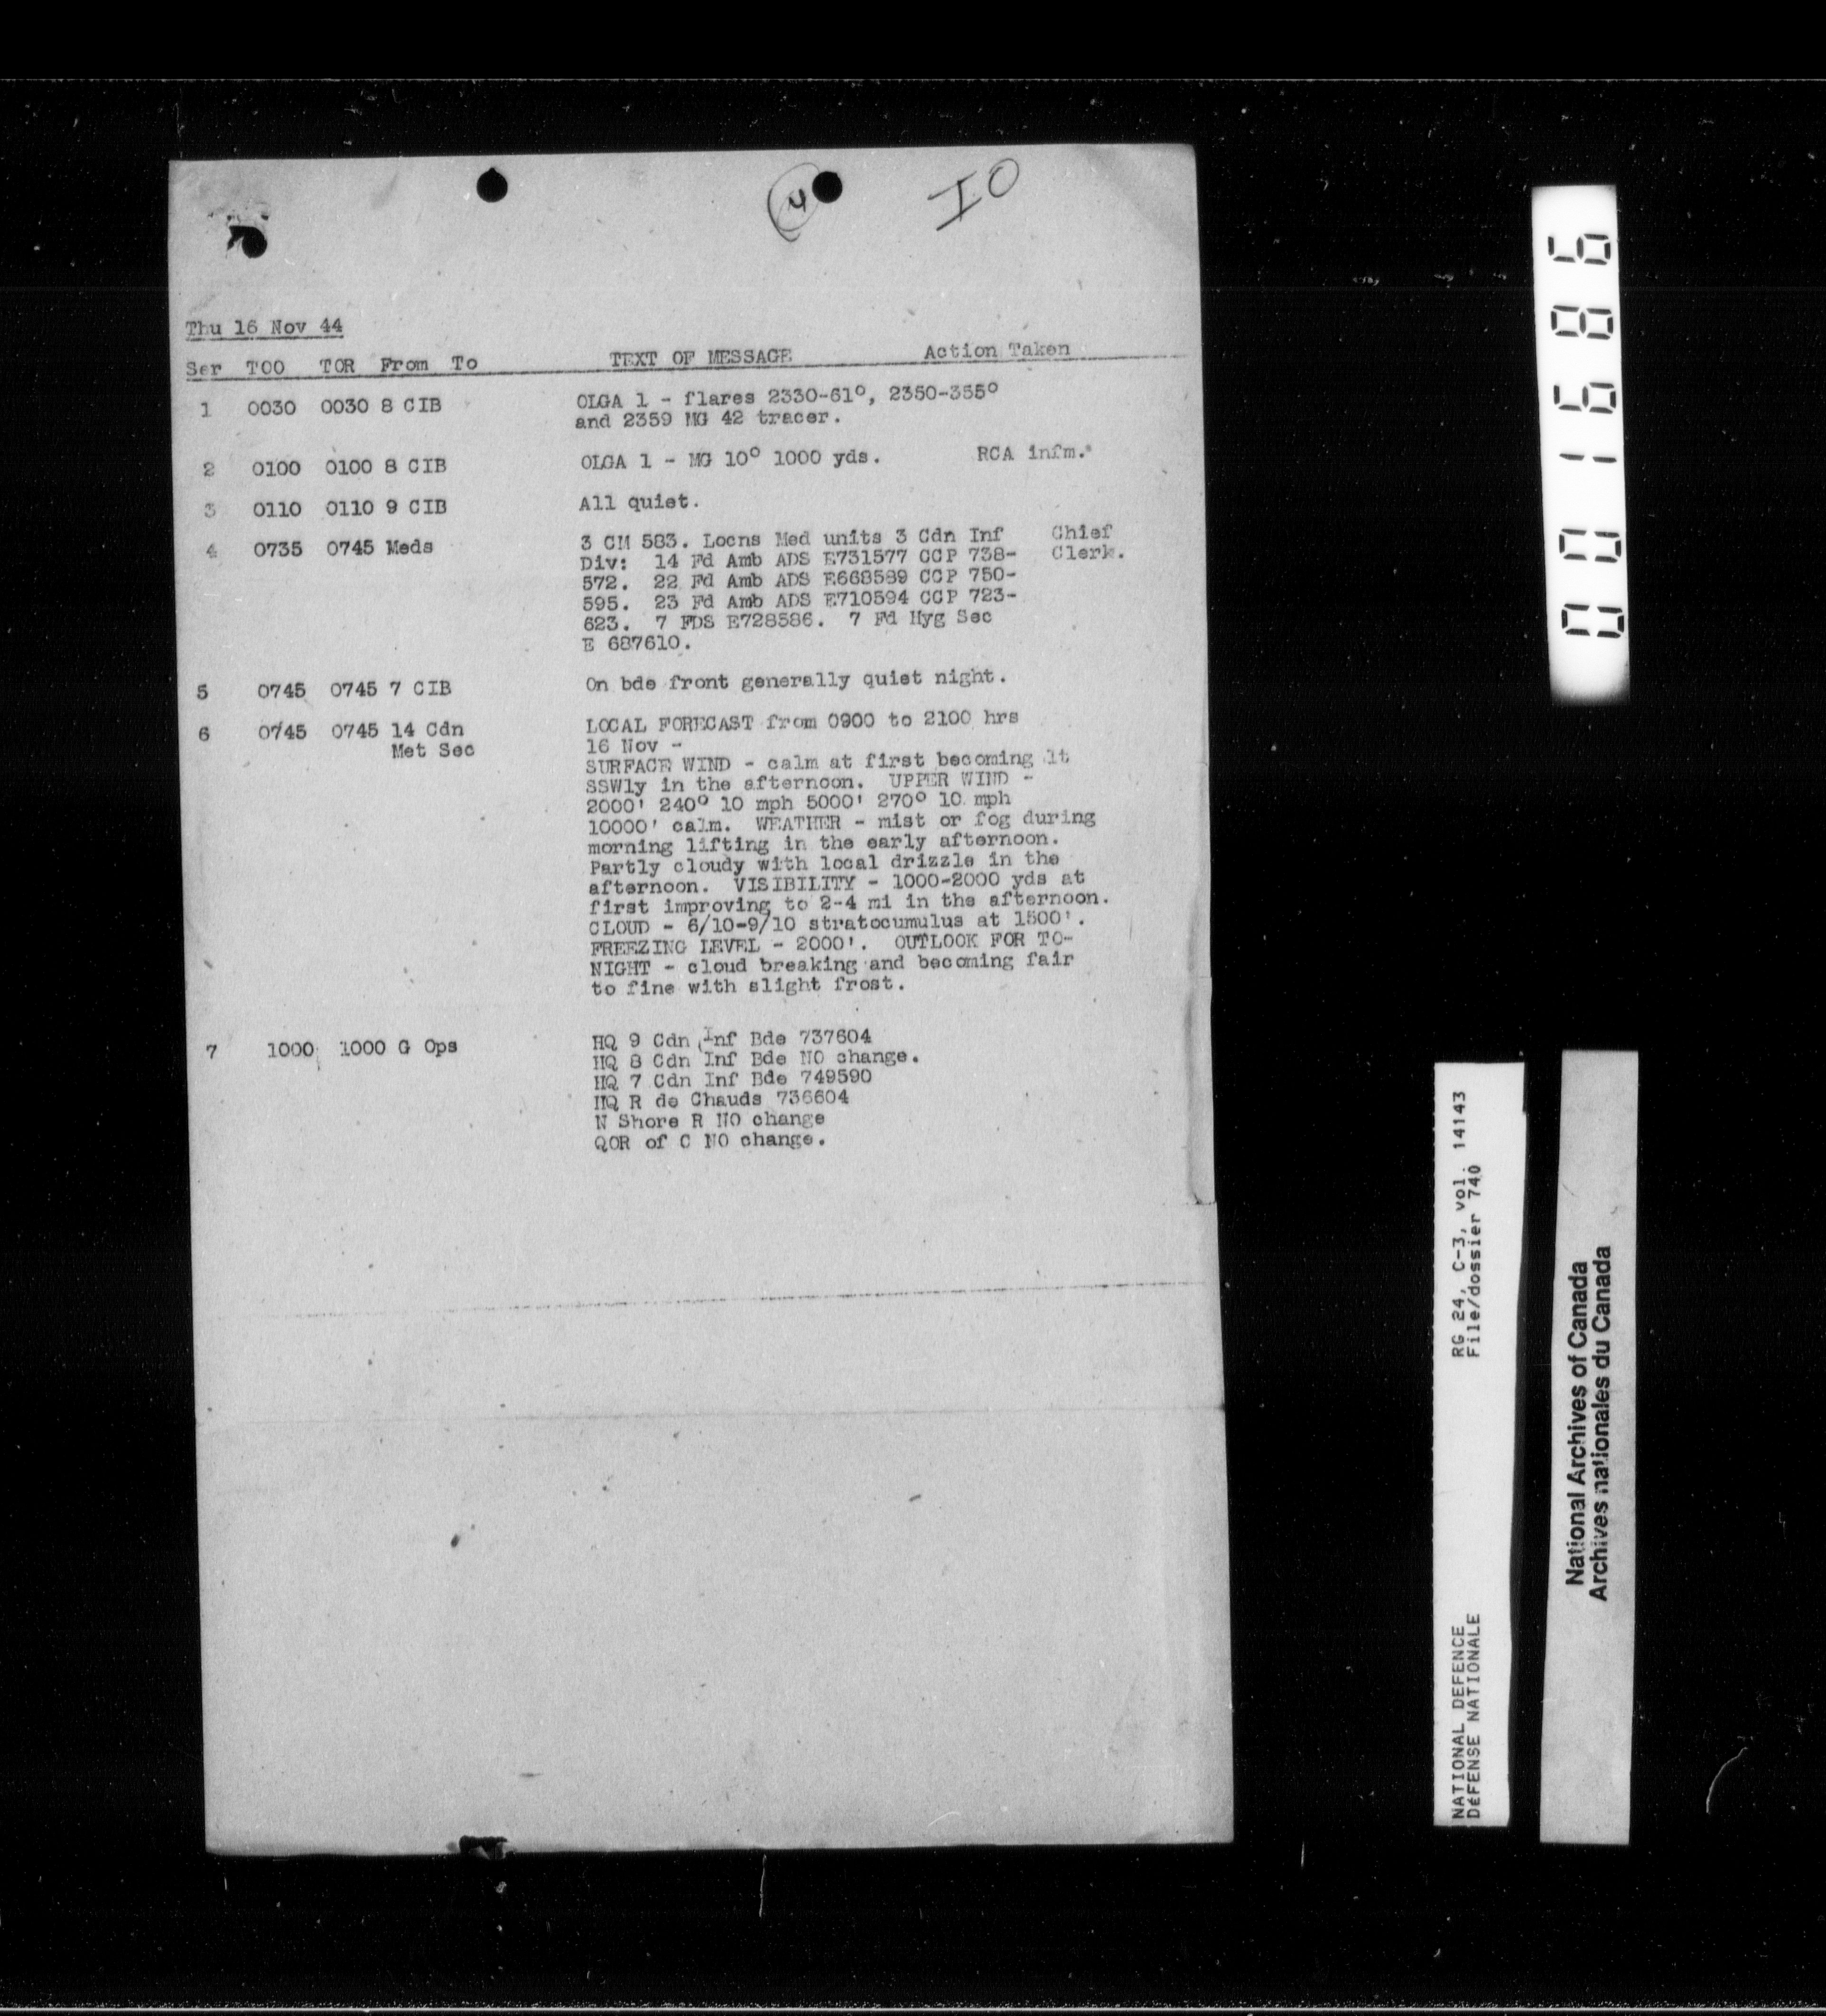 4
IO
Thu 16 Nov 44
Ser TOO TOR From To TEXT OF MESSAGE Action Taken
1 0030 0030 8 CIB OLGA 1 - flares 2330-61°, 2350-355°
and 2359 MG 42 tracer.
2 0100 0100 8 CIB OLGA 1 - MG 10° 1000 yds. RCA infm.
3 0110 0110 9 CIB All quiet.
4 0735 0745 Meds 3 CM 583. Locns Med units 3 Cdn Inf Chief
Div: 14 Fd Amb ADS E731577 CCP 738- Clerk.
572. 22 Fd Amb ADS E668589 CCP 750-
595. 23 Fd Amb ADS E710594 CCP 723-
623. 7 FDS E728586. 7 Fd Hyg Sec
E 687610.
5 0745 0745 7 CIB On bde front generally quiet night.
6 0745 0745 14 Cdn LOCAL FORECAST from 0900 to 2100 hrs
Met Sec 16 Nov -
SURFACE WIND - calm at first becoming lt
SSWly in the afternoon. UPPER WIND -
2000' 240° 10 mph 5000' 270° 10 mph
10000' calm. WEATHER - mist or fog during
morning lifting in the early afternoon.
Partly cloudy with local drizzle in the
afternoon. VISIBILITY - 1000-2000 yds at
first improving to 2-4 mi in the afternoon.
CLOUD - 6/10-9/10 stratocumulus at 1500'.
FREEZING LEVEL - 2000'. OUTLOOK FOR TO-
NIGHT - cloud breaking and becoming fair
to fine with slight frost.
7 1000 1000 G Ops HQ 9 Cdn Inf Bde 737604
HQ 8 Cdn Inf Bde NO change.
HQ 7 Cdn Inf Bde 749590
HQ R de Chauds 736604
N Shore R NO change
QOR of C NO change.
001686
NATIONAL DEFENCE RG 24, C-3, vol. 14143
DéFENSE NATIONALE File/dossier 740
National Archives of Canada
Archives nationales du Canada